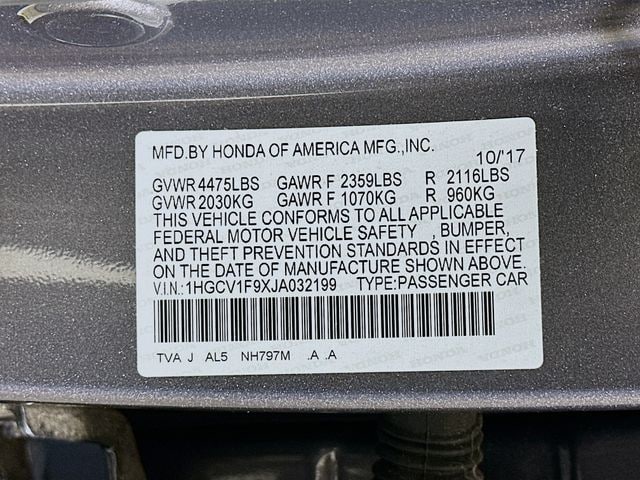 MFD.BY HONDA OF AMERICA MFG.,INC. 10/'17
GVWR 4475LBS GAWR F 2359LBS R 2116LBS
GVWR 2030KG GAWR F 1070KG R 960KG
THIS VEHICLE CONFORMS TO ALL APPLICABLE
FEDERAL MOTOR VEHICLE SAFETY , BUMPER,
AND THEFT PREVENTION STANDARDS IN EFFECT
ON THE DATE OF MANUFACTURE SHOWN ABOVE.
V.I.N.:1HGCV1F9XJA032199 TYPE:PASSENGER CAR
TVA J AL5 NH797M .A .A